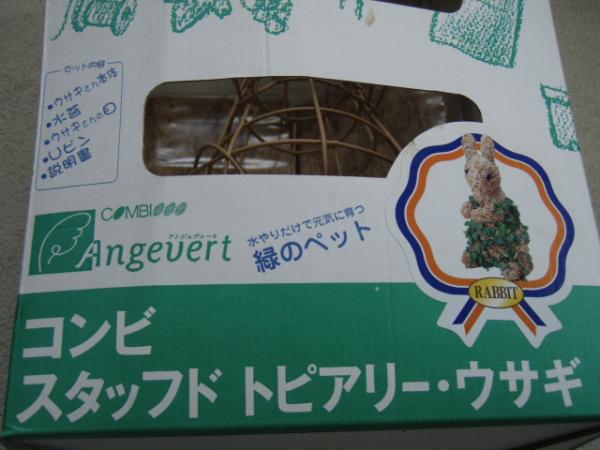 セット内容
・ウサギさん本体
・水苔
・ウサギさんの目
・Uピン
・説明書
COMBI
アンジュヴェール
Angevert
水やりだけで元気に育つ
緑のペット
RABBIT
コンビ
スタッフド トピアリー・ウサギ